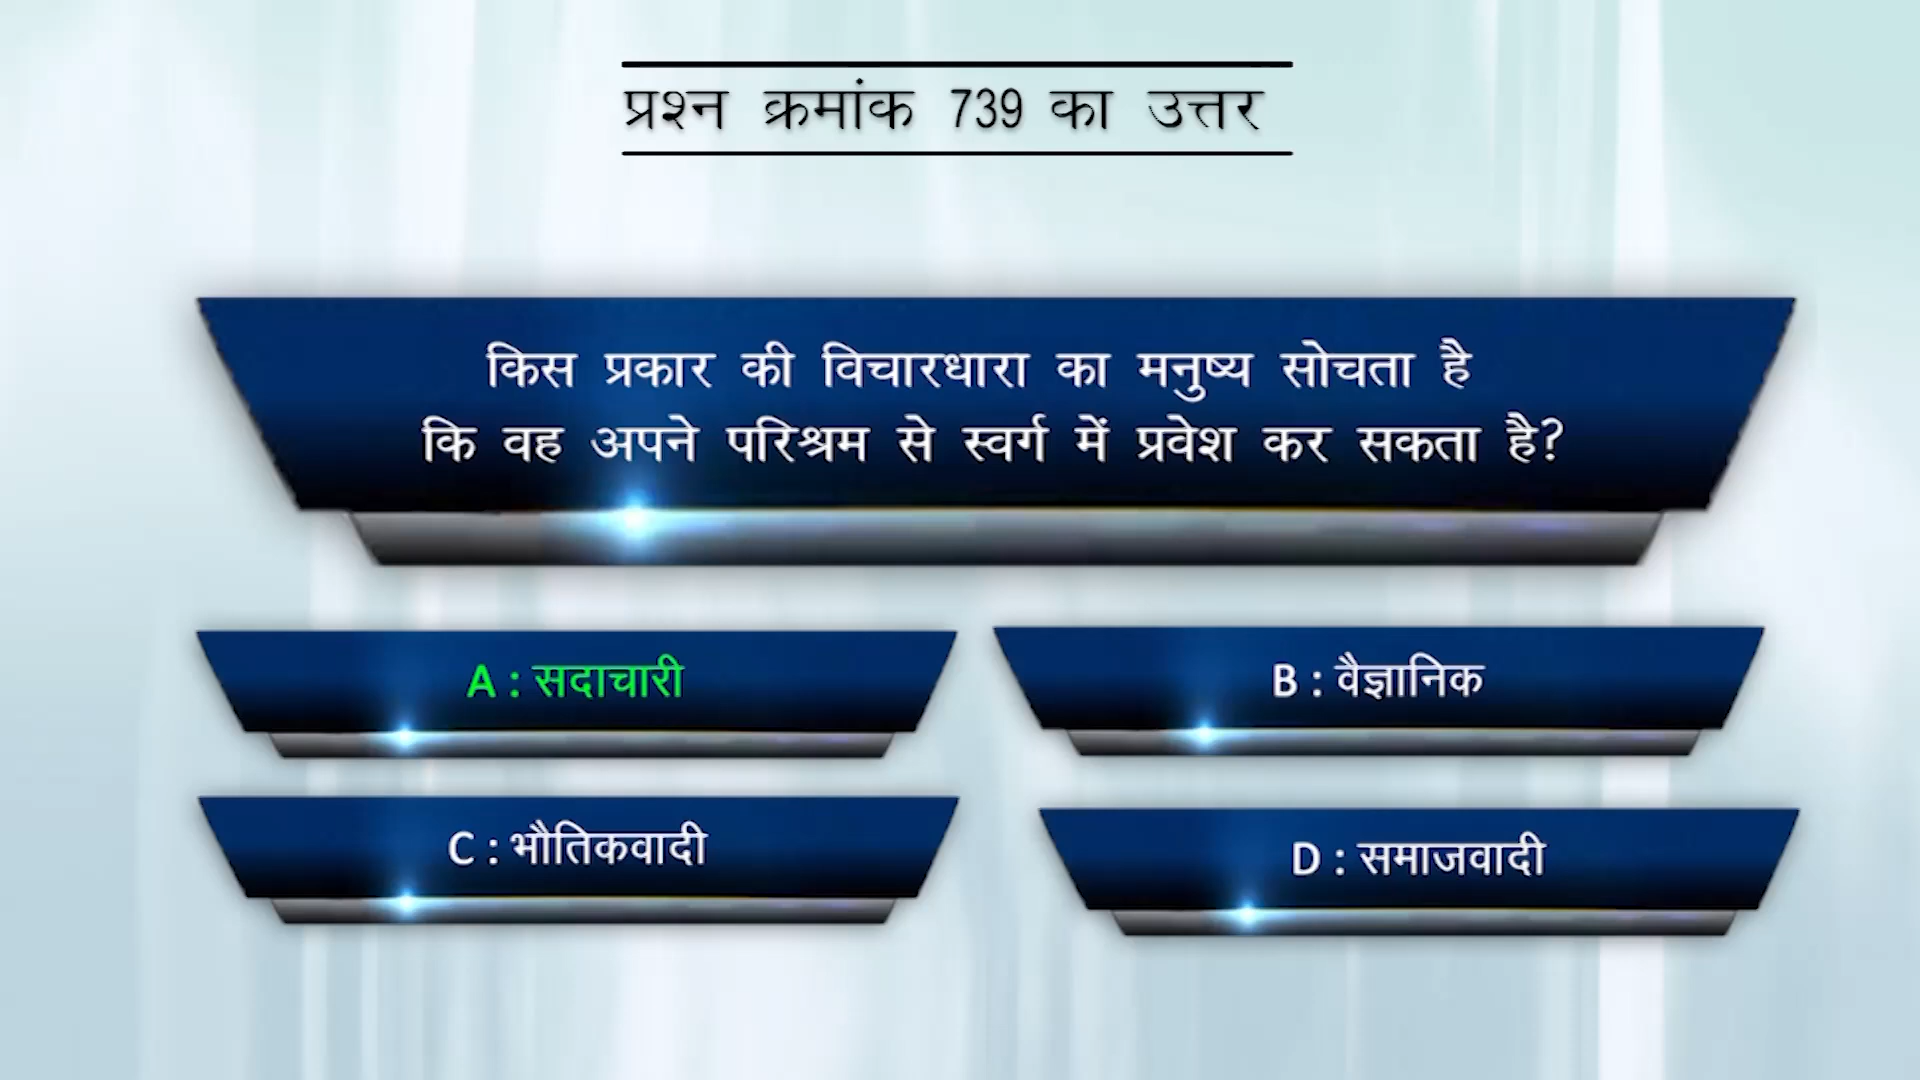 प्रश्न क्रमांक 739 का उत्तर
किस प्रकार की विचारधारा का मनुष्य सोचता है
कि वह अपने परिश्रम से स्वर्ग में प्रवेश कर सकता है?
A : सदाचारी
B : वैज्ञानिक
C : भौतिकवादी
D : समाजवादी